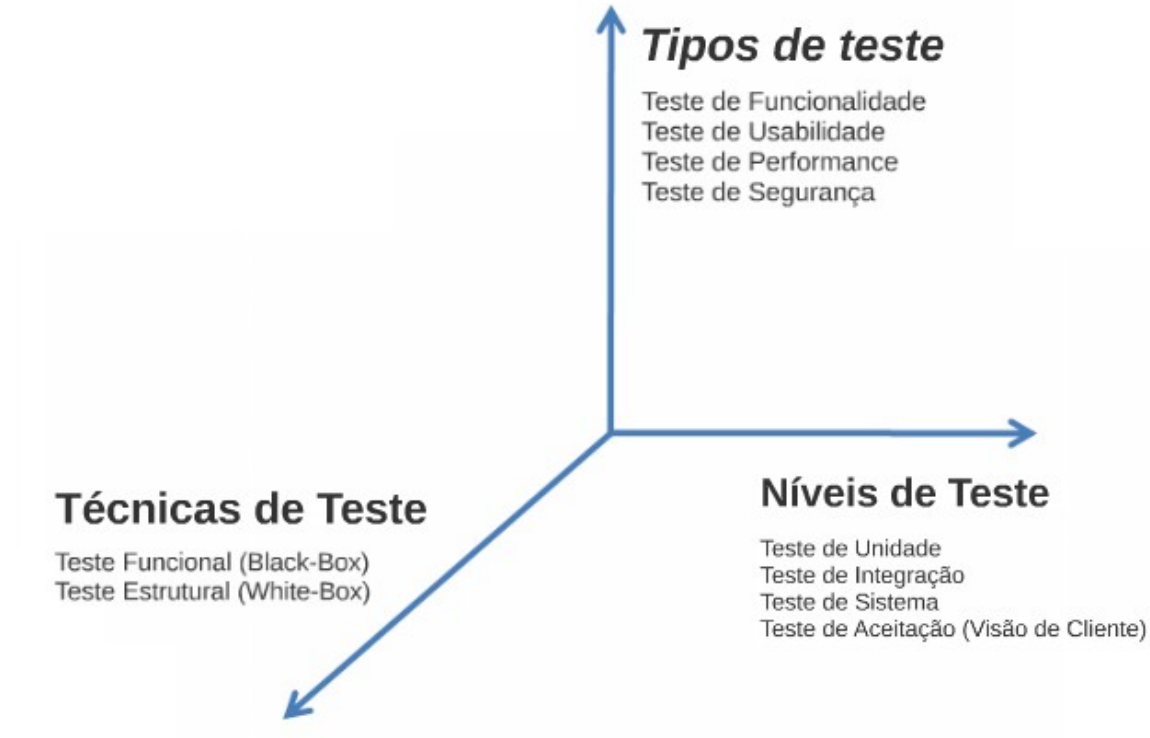 Tipos de teste
Teste de Funcionalidade
Teste de Usabilidade
Teste de Performance
Teste de Segurança
Técnicas de Teste
Teste Funcional (Black-Box)
Teste Estrutural (White-Box)
Níveis de Teste
Teste de Unidade
Teste de Integração
Teste de Sistema
Teste de Aceitação (Visão de Cliente)